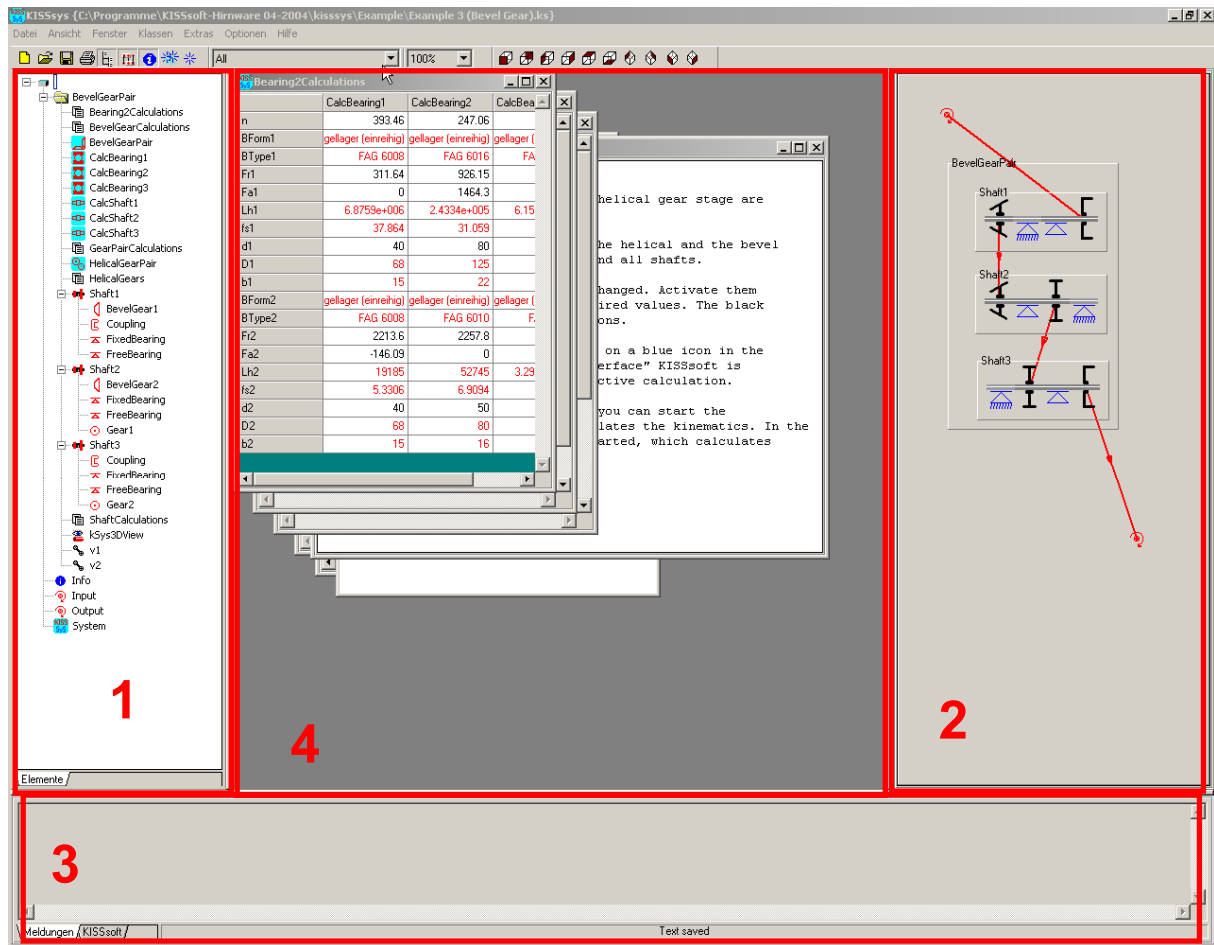 KISSsys {C:\Programme\KISSsoft-Hirnware 04-2004\kisssys\Example\Example 3 (Bevel Gear).ks}
Datei Ansicht Fenster Klassen Extras Optionen Hilfe
All 100%
BevelGearPair
Bearing2Calculations
BevelGearCalculations
BevelGearPair
CalcBearing1
CalcBearing2
CalcBearing3
CalcShaft1
CalcShaft2
CalcShaft3
GearPairCalculations
HelicalGearPair
HelicalGears
Shaft1
BevelGear1
Coupling
FixedBearing
FreeBearing
Shaft2
BevelGear2
FixedBearing
FreeBearing
Gear1
Shaft3
Coupling
FixedBearing
FreeBearing
Gear2
ShaftCalculations
kSys3DView
v1
v2
Info
Input
Output
System
1
Elemente
Bearing2Calculations
CalcBearing1 CalcBearing2 CalcBea
n 393.46 247.06
BForm1 gellager (einreihig) gellager (einreihig) gellager (
BType1 FAG 6008 FAG 6016 FA
Fr1 311.64 926.15
Fa1 0 1464.3
Lh1 6.8759e+006 2.4334e+005 6.15
fs1 37.864 31.059
d1 40 80
D1 68 125
b1 15 22
BForm2 gellager (einreihig) gellager (einreihig) gellager (
BType2 FAG 6008 FAG 6010 F
Fr2 2213.6 2257.8
Fa2 -146.09 0
Lh2 19185 52745 3.29
fs2 5.3306 6.9094
d2 40 50
D2 68 80
b2 15 16
helical gear stage are
he helical and the bevel
nd all shafts.
hanged. Activate them
ired values. The black
ons.
on a blue icon in the
erface" KISSsoft is
ctive calculation.
you can start the
lates the kinematics. In the
arted, which calculates
4
BevelGearPair
Shaft1
Shaft2
Shaft3
2
3
Meldungen KISSsoft Text saved